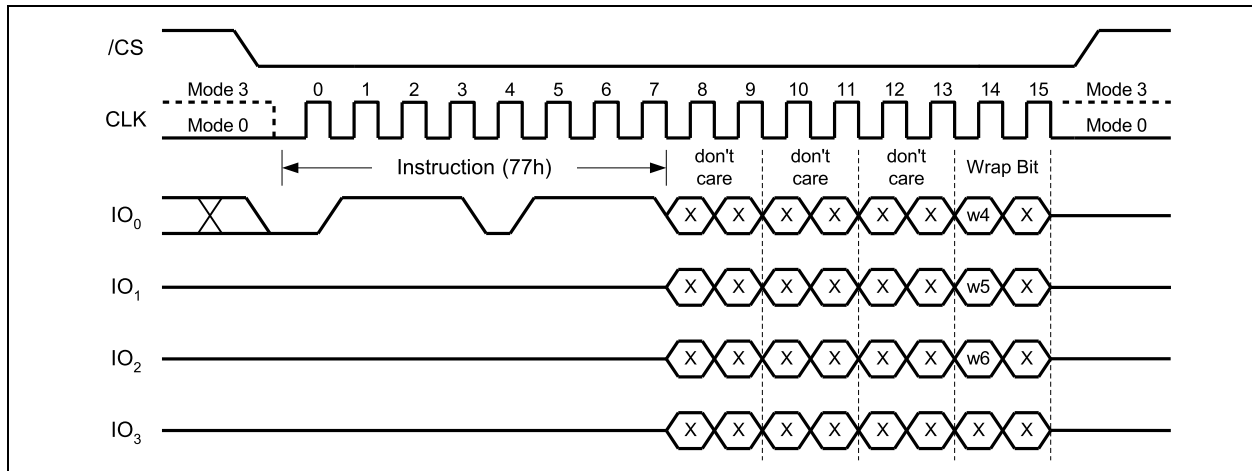 /CS
Mode 3 0 1 2 3 4 5 6 7 8 9 10 11 12 13 14 15 Mode 3
CLK
Mode 0 Mode 0
Instruction (77h) don't care don't care don't care Wrap Bit
IO0 X X X X X X X w4 X
IO1 X X X X X X w5 X
IO2 X X X X X X w6 X
IO3 X X X X X X X X